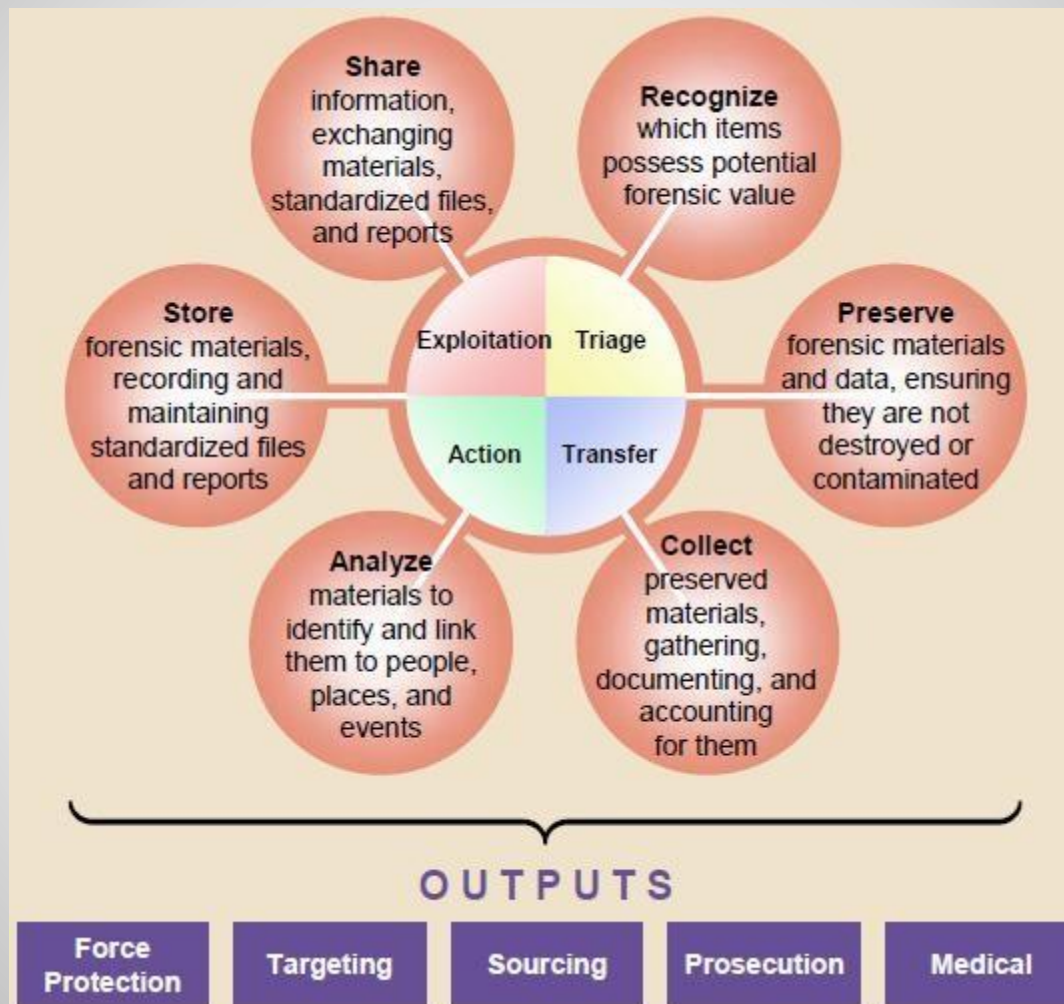 Share
information,
exchanging
materials,
standardized files,
and reports
Recognize
which items
possess potential
forensic value
Store
forensic materials,
recording and
maintaining
standardized files
and reports
Exploitation
Triage
Preserve
forensic materials
and data, ensuring
they are not
destroyed or
contaminated
Action
Transfer
Analyze
materials to
identify and link
them to people,
places, and
events
Collect
preserved
materials,
gathering,
documenting, and
accounting
for them
OUTPUTS
Force
Protection
Targeting
Sourcing
Prosecution
Medical